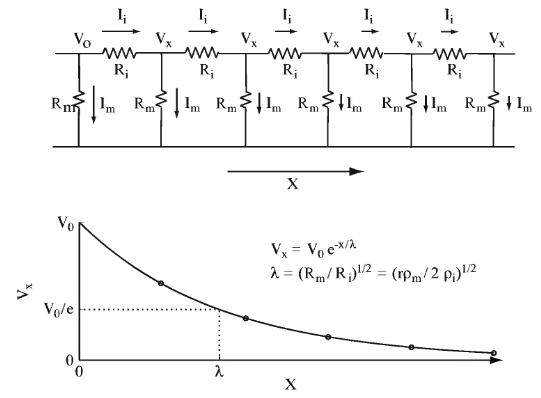 Iᵢ Iᵢ Iᵢ Iᵢ Iᵢ
V₀ Vₓ Vₓ Vₓ Vₓ Vₓ
Rᵢ Rᵢ Rᵢ Rᵢ Rᵢ
Rₘ Iₘ Rₘ Iₘ Rₘ Iₘ Rₘ Iₘ Rₘ Iₘ Rₘ Iₘ
X
V₀
Vₓ = V₀ e^-x/λ
λ = (Rₘ / Rᵢ)^1/2 = (rρₘ / 2 ρᵢ)^1/2
Vₓ
V₀/e
0
0 λ
X